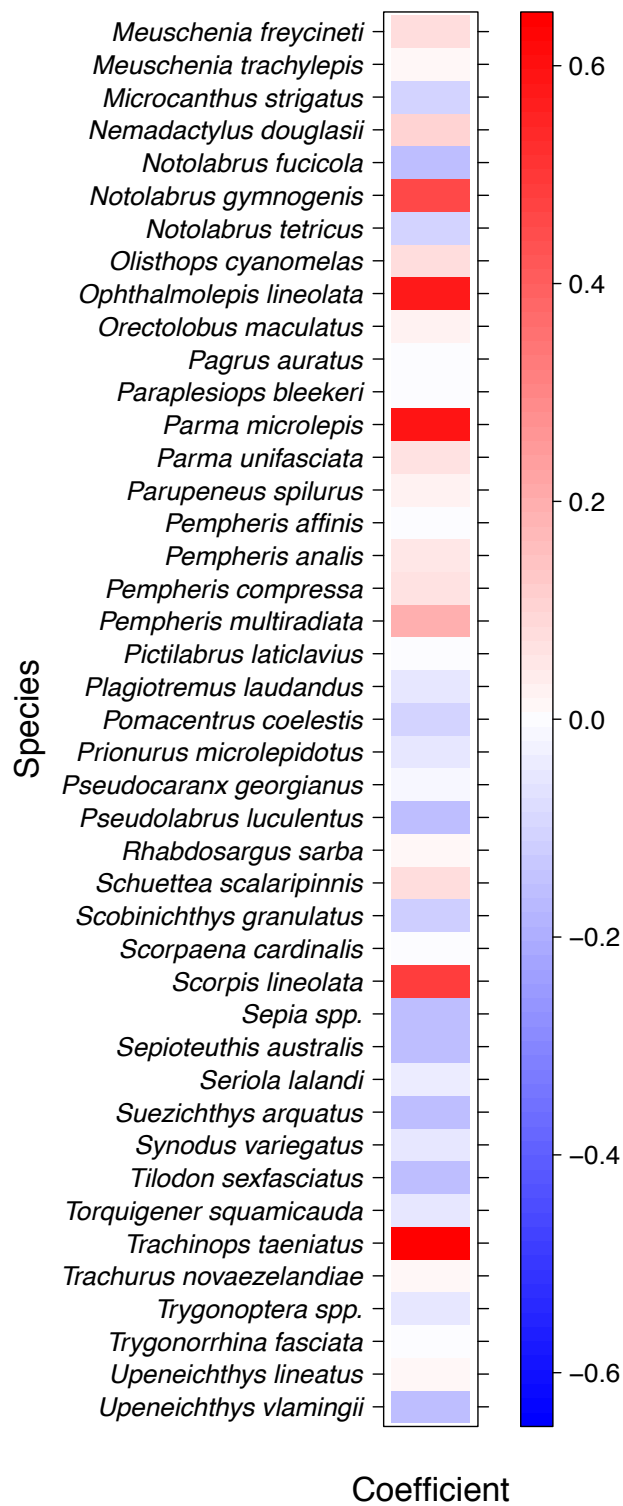 Meuschenia freycineti
Meuschenia trachylepis
Microcanthus strigatus
Nemadactylus douglasii
Notolabrus fucicola
Notolabrus gymnogenis
Notolabrus tetricus
Olisthops cyanomelas
Ophthalmolepis lineolata
Orectolobus maculatus
Pagrus auratus
Paraplesiops bleekeri
Parma microlepis
Parma unifasciata
Parupeneus spilurus
Pempheris affinis
Pempheris analis
Pempheris compressa
Pempheris multiradiata
Pictilabrus laticlavius
Plagiotremus laudandus
Pomacentrus coelestis
Prionurus microlepidotus
Pseudocaranx georgianus
Pseudolabrus luculentus
Rhabdosargus sarba
Schuettea scalaripinnis
Scobinichthys granulatus
Scorpaena cardinalis
Scorpis lineolata
Sepia spp.
Sepioteuthis australis
Seriola lalandi
Suezichthys arquatus
Synodus variegatus
Tilodon sexfasciatus
Torquigener squamicauda
Trachinops taeniatus
Trachurus novaezelandiae
Trygonoptera spp.
Trygonorrhina fasciata
Upeneichthys lineatus
Upeneichthys vlamingii
Species
Coefficient
0.6
0.4
0.2
0.0
−0.2
−0.4
−0.6